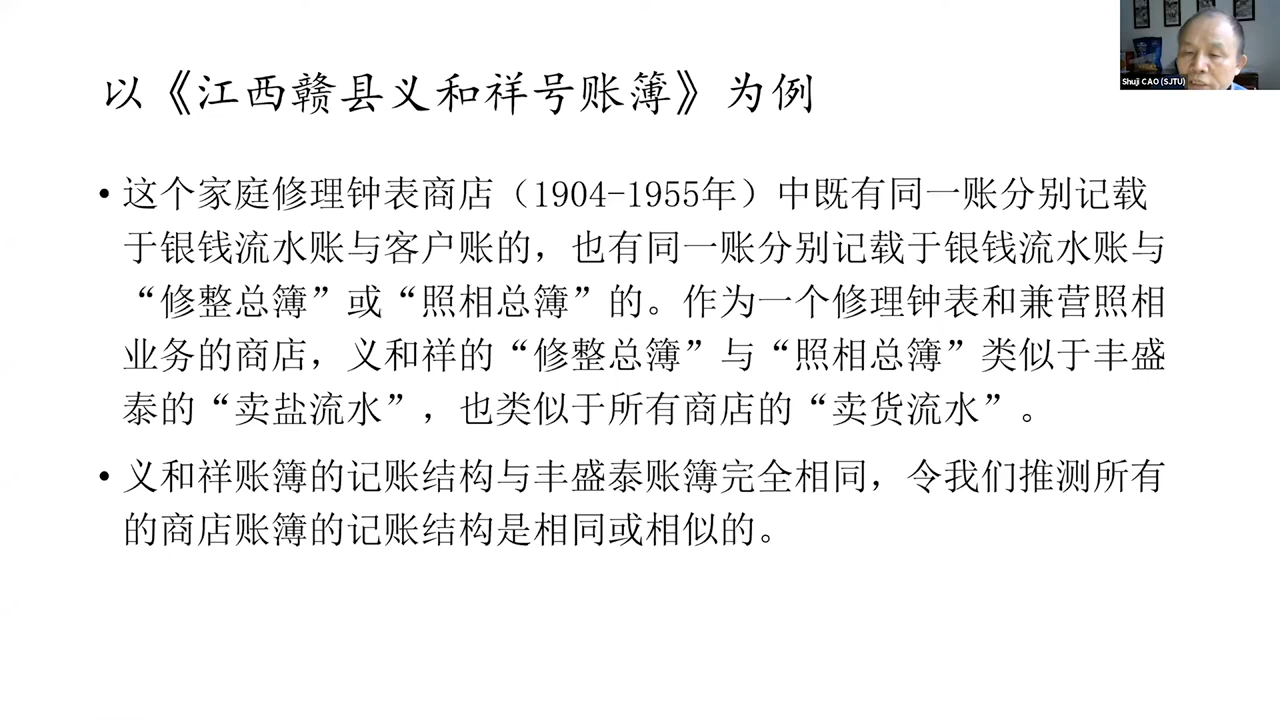 Shuji CAO (SJTU)
以《江西赣县义和祥号账簿》为例
• 这个家庭修理钟表商店（1904-1955年）中既有同一账分别记载
于银钱流水账与客户账的，也有同一账分别记载于银钱流水账与
“修整总簿”或“照相总簿”的。作为一个修理钟表和兼营照相
业务的商店，义和祥的“修整总簿”与“照相总簿”类似于丰盛
泰的“卖盐流水”，也类似于所有商店的“卖货流水”。
• 义和祥账簿的记账结构与丰盛泰账簿完全相同，令我们推测所有
的商店账簿的记账结构是相同或相似的。